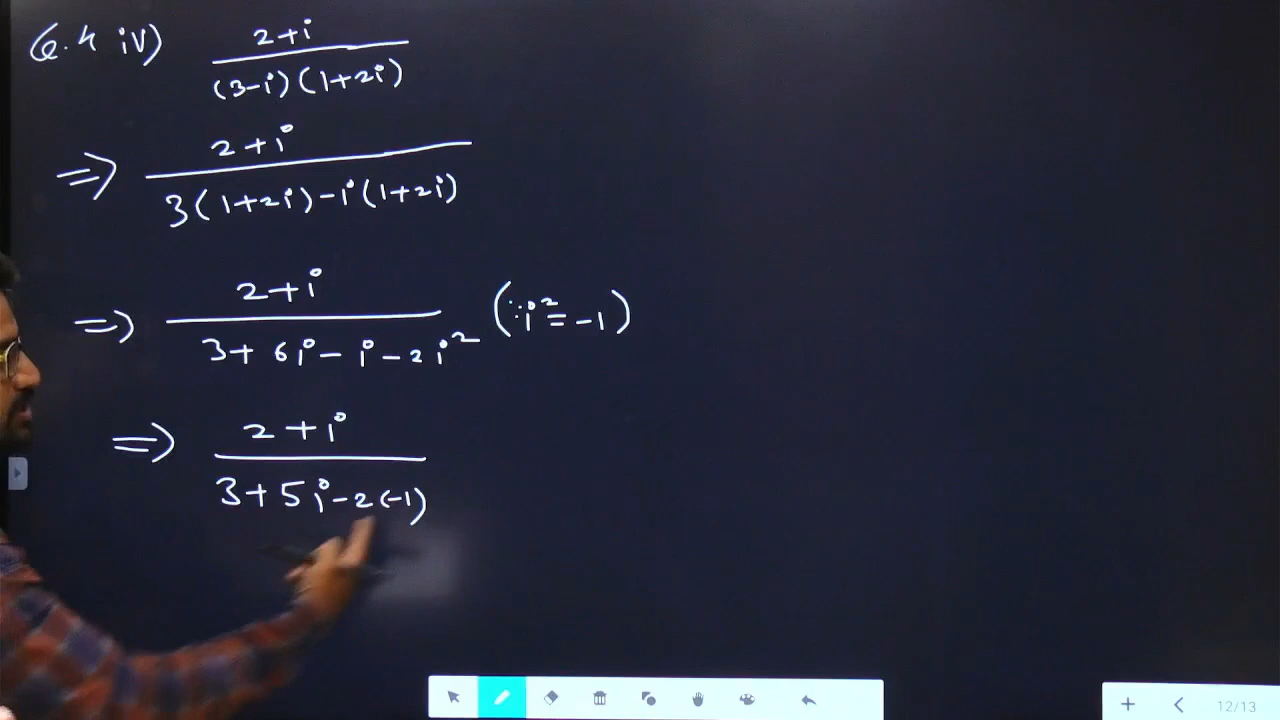 Q.4 iv) 2+i
(3-i)(1+2i)
⇒ 2+i
3(1+2i)-i(1+2i)
⇒ 2+i
3+6i-i-2i² (∵i²=-1)
⇒ 2+i
3+5i-2(-1)
12/13